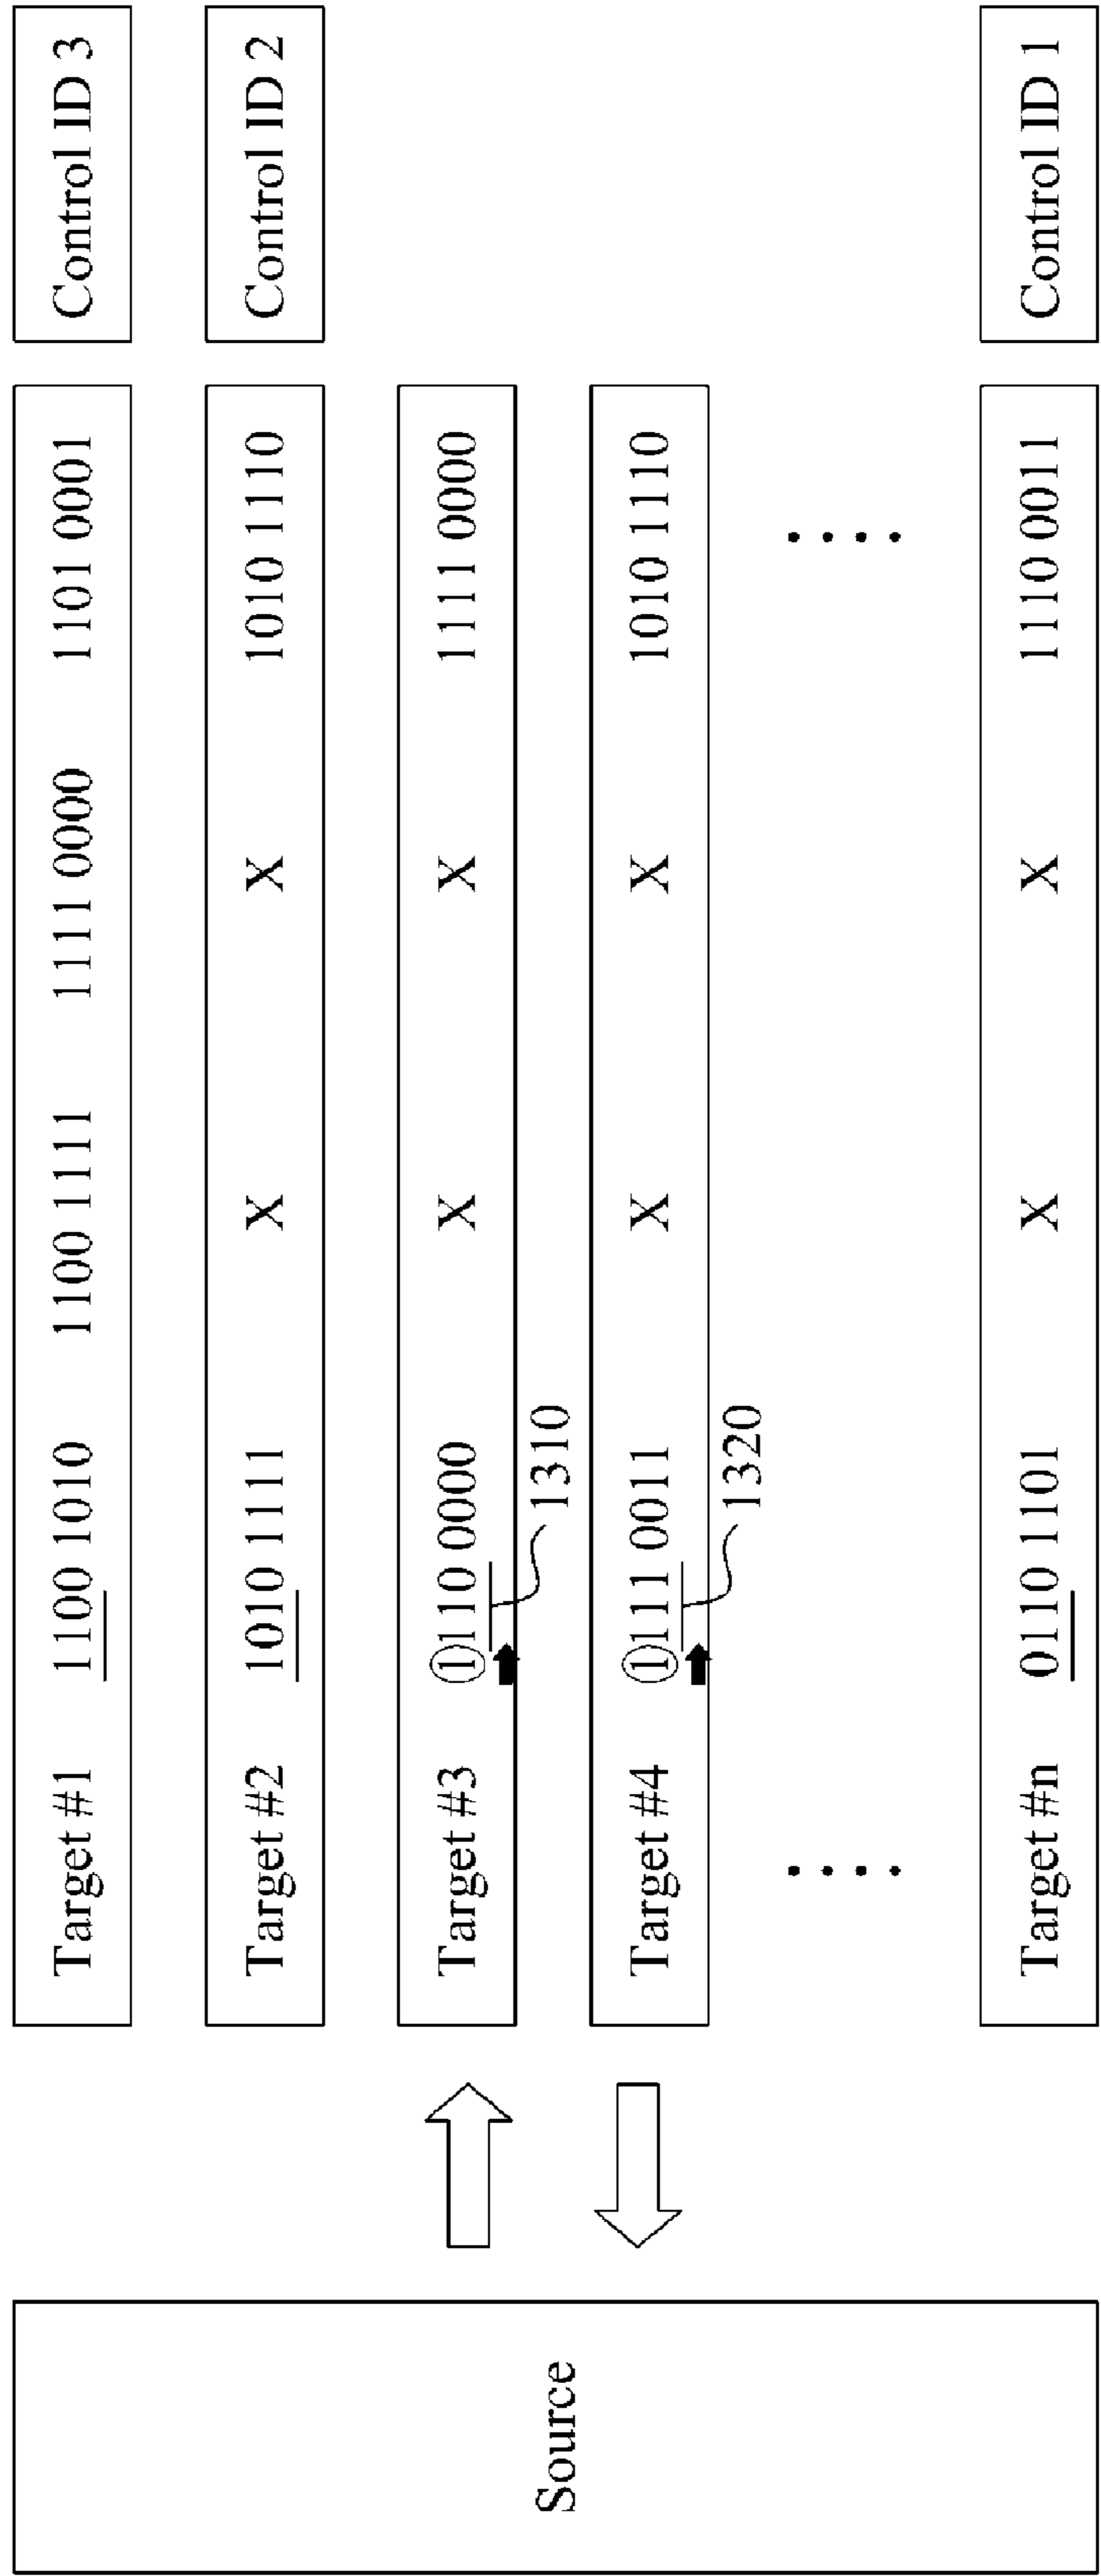 Target #1 1100 1010 1100 1111 1111 0000 1101 0001 Control ID 3
Target #2 1010 1111 X X 1010 1110 Control ID 2
Target #3 1110 0000 X X 1111 0000
1310
Source
Target #4 1111 0011 X X 1010 1110
1320
.... ....
Target #n 0110 1101 X X 1110 0011 Control ID 1